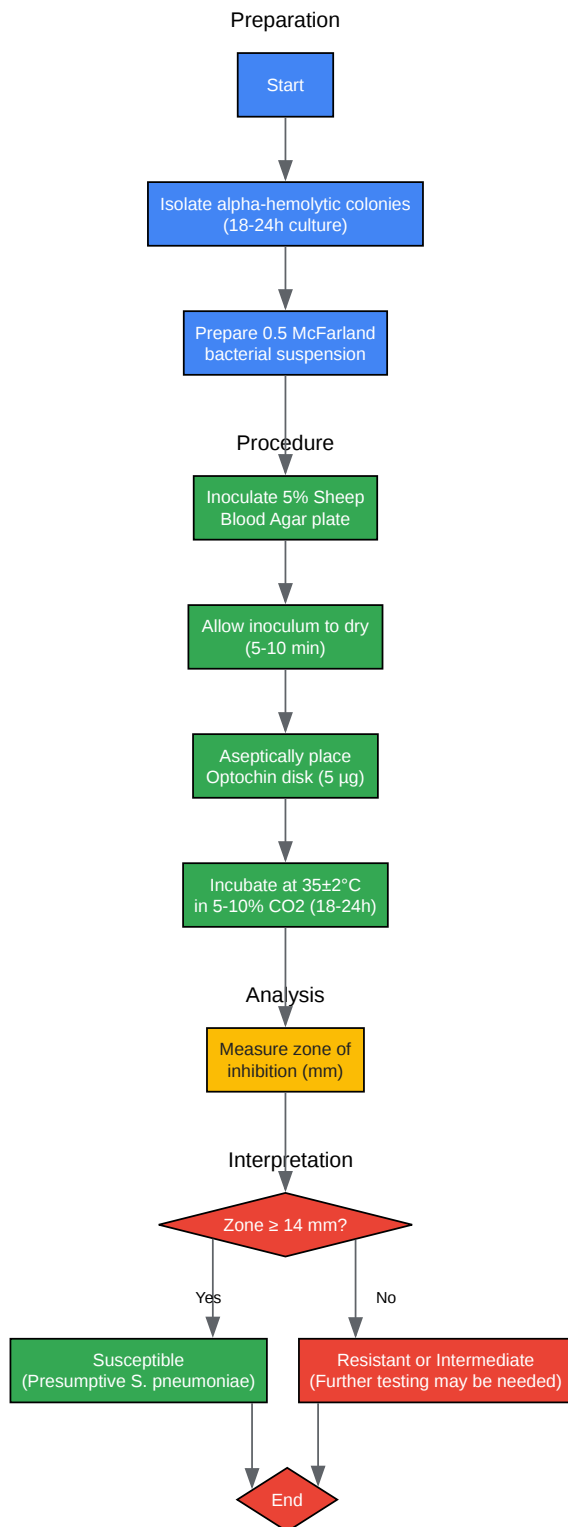 Preparation
Start
Isolate alpha-hemolytic colonies
(18-24h culture)
Prepare 0.5 McFarland
bacterial suspension
Procedure
Inoculate 5% Sheep
Blood Agar plate
Allow inoculum to dry
(5-10 min)
Aseptically place
Optochin disk (5 µg)
Incubate at 35±2°C
in 5-10% CO2 (18-24h)
Analysis
Measure zone of
inhibition (mm)
Interpretation
Zone ≥ 14 mm?
Yes
No
Susceptible
(Presumptive S. pneumoniae)
Resistant or Intermediate
(Further testing may be needed)
End